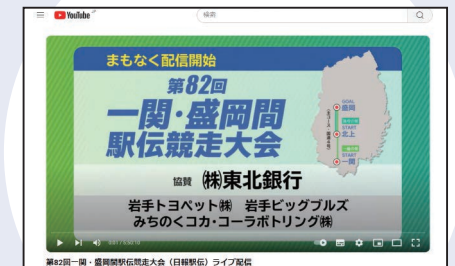 YouTube JP
検索
まもなく配信開始
第82回
一関・盛岡間
駅伝競走大会
GOAL
盛岡
START
北上
START
一関
協賛 ㈱東北銀行
岩手トヨペット㈱ 岩手ビッグブルズ
みちのくコカ・コーラボトリング㈱
第82回一関・盛岡間駅伝競走大会（日報駅伝）ライブ配信